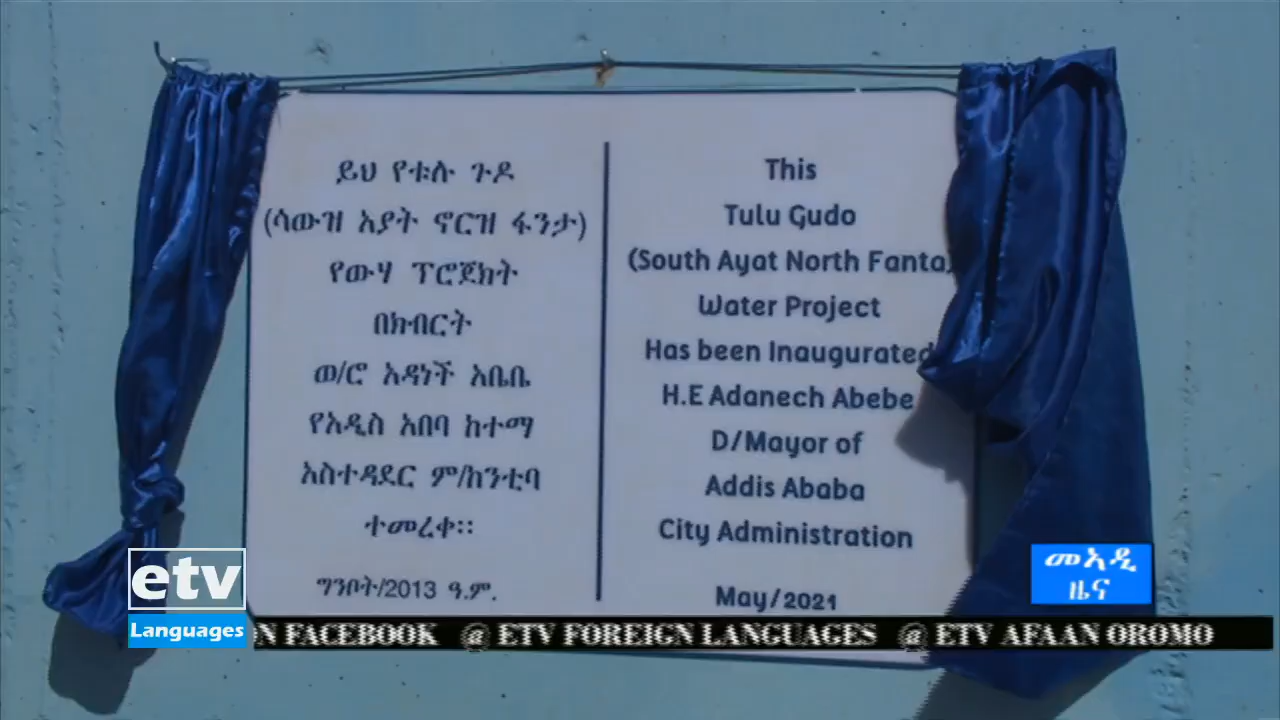 ይህ የቱሉ ጉዶ
(ሳውዝ አያት ኖርዝ ፋንታ)
የውሃ ፕሮጀክት
በክብርት
ወ/ሮ አዳነች አቤቤ
የአዲስ አበባ ከተማ
አስተዳደር ም/ከንቲባ
ተመረቀ፡፡
ግንቦት/2013 ዓ.ም.
This
Tulu Gudo
(South Ayat North Fanta)
Water Project
Has been Inaugurated
H.E Adanech Abebe
D/Mayor of
Addis Ababa
City Administration
May/2021
etv
Languages
መኣዲ
ዜና
N FACEBOOK @ ETV FOREIGN LANGUAGES @ ETV AFAAN OROMO